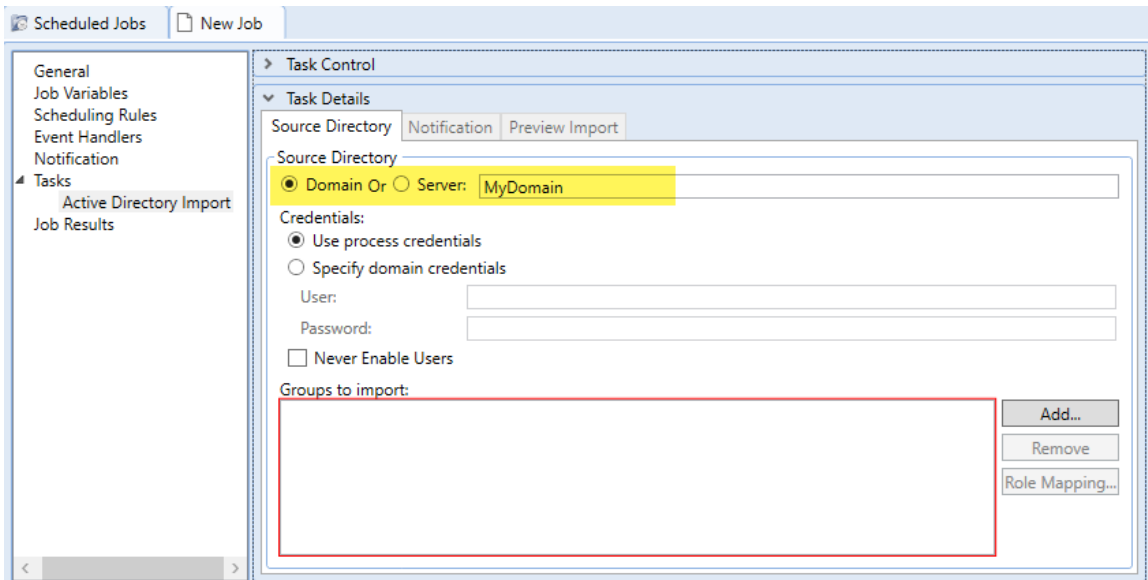 Scheduled Jobs
New Job
General
Job Variables
Scheduling Rules
Event Handlers
Notification
Tasks
Active Directory Import
Job Results
Task Control
Task Details
Source Directory Notification Preview Import
Source Directory
Domain Or Server: MyDomain
Credentials:
Use process credentials
Specify domain credentials
User:
Password:
Never Enable Users
Groups to import:
Add...
Remove
Role Mapping...